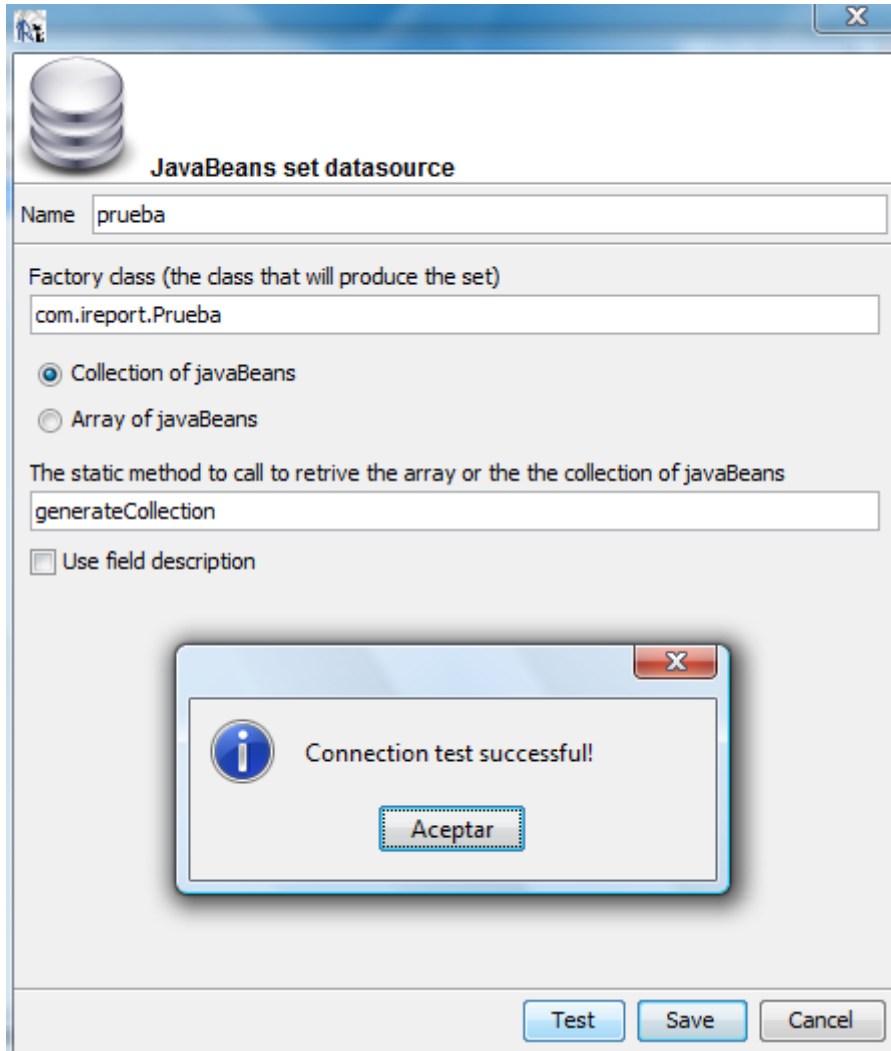 JavaBeans set datasource
Name prueba
Factory class (the class that will produce the set)
com.ireport.Prueba
Collection of javaBeans
Array of javaBeans
The static method to call to retrive the array or the the collection of javaBeans
generateCollection
Use field description
Connection test successful!
Aceptar
Test Save Cancel